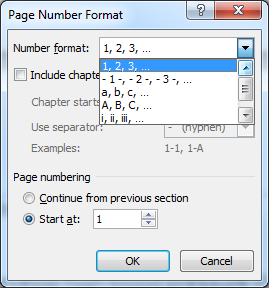 Page Number Format
Number format: 1, 2, 3, ...
1, 2, 3, ...
- 1 -, - 2 -, - 3 -, ...
a, b, c, ...
A, B, C, ...
i, ii, iii, ...
Include chapte
Chapter starts
Use separator: - (hyphen)
Examples: 1-1, 1-A
Page numbering
Continue from previous section
Start at: 1
OK Cancel